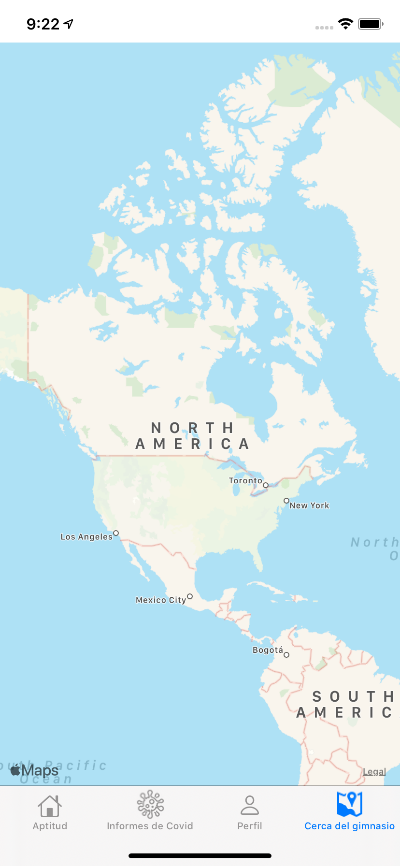 9:22
NORTH
AMERICA
Toronto
New York
Los Angeles
North
O
Mexico City
Bogotá
SOUTH
AMERIC
outh Pacific
Ocean
Maps
Legal
Aptitud
Informes de Covid
Perfil
Cerca del gimnasio